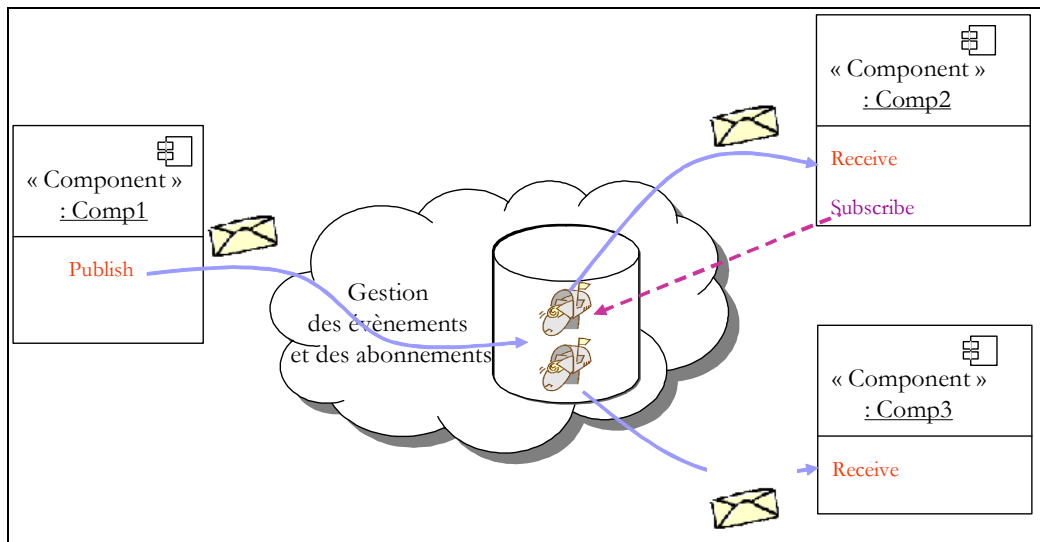 « Component »
: Comp1
Publish
Gestion
des évènements
et des abonnements
« Component »
: Comp2
Receive
Subscribe
« Component »
: Comp3
Receive